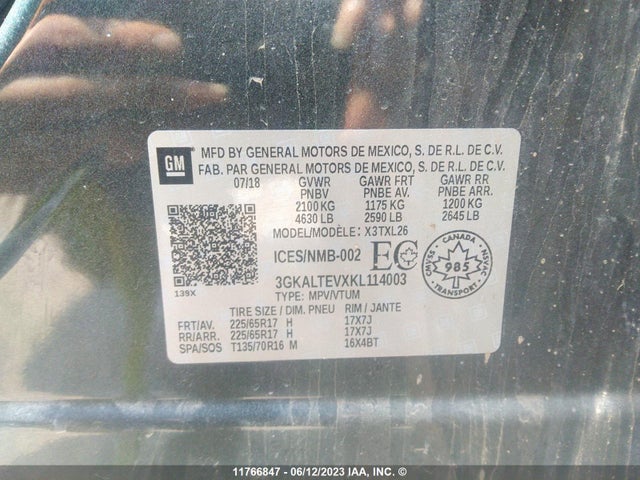 GM
MFD BY GENERAL MOTORS DE MEXICO, S. DE R.L. DE C.V.
FAB. PAR GENERAL MOTORS DE MEXICO, S. DE R.L. DE C.V.
07/18 GVWR GAWR FRT GAWR RR
PNBV PNBE AV. PNBE ARR.
2100 KG 1175 KG 1200 KG
4630 LB 2590 LB 2645 LB
MODEL/MODÈLE: X3TXL26
ICES/NMB-002 EC
CANADA
CMVSS 985 NSVAC
TRANSPORT
3GKALTEVXKL114003
139X
TYPE: MPV/VTUM
TIRE SIZE / DIM. PNEU RIM / JANTE
FRT/AV. 225/65R17 H 17X7J
RR/ARR. 225/65R17 H 17X7J
SPA/SOS T135/70R16 M 16X4BT
11766847 - 06/12/2023 IAA, INC. ©